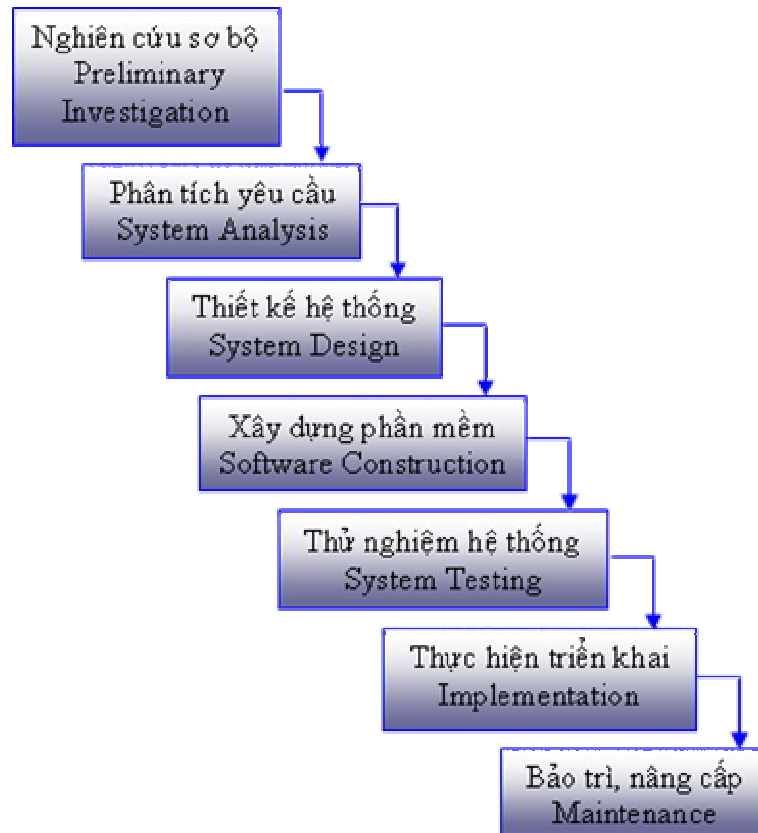 Nghiên cứu sơ bộ
Preliminary
Investigation
Phân tích yêu cầu
System Analysis
Thiết kế hệ thống
System Design
Xây dựng phần mềm
Software Construction
Thử nghiệm hệ thống
System Testing
Thực hiện triển khai
Implementation
Bảo trì, nâng cấp
Maintenance